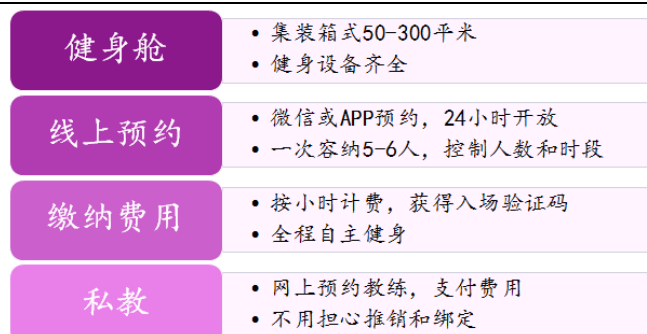 健身舱
• 集装箱式50-300平米
• 健身设备齐全
线上预约
• 微信或APP预约，24小时开放
• 一次容纳5-6人，控制人数和时段
缴纳费用
• 按小时计费，获得入场验证码
• 全程自主健身
私教
• 网上预约教练，支付费用
• 不用担心推销和绑定